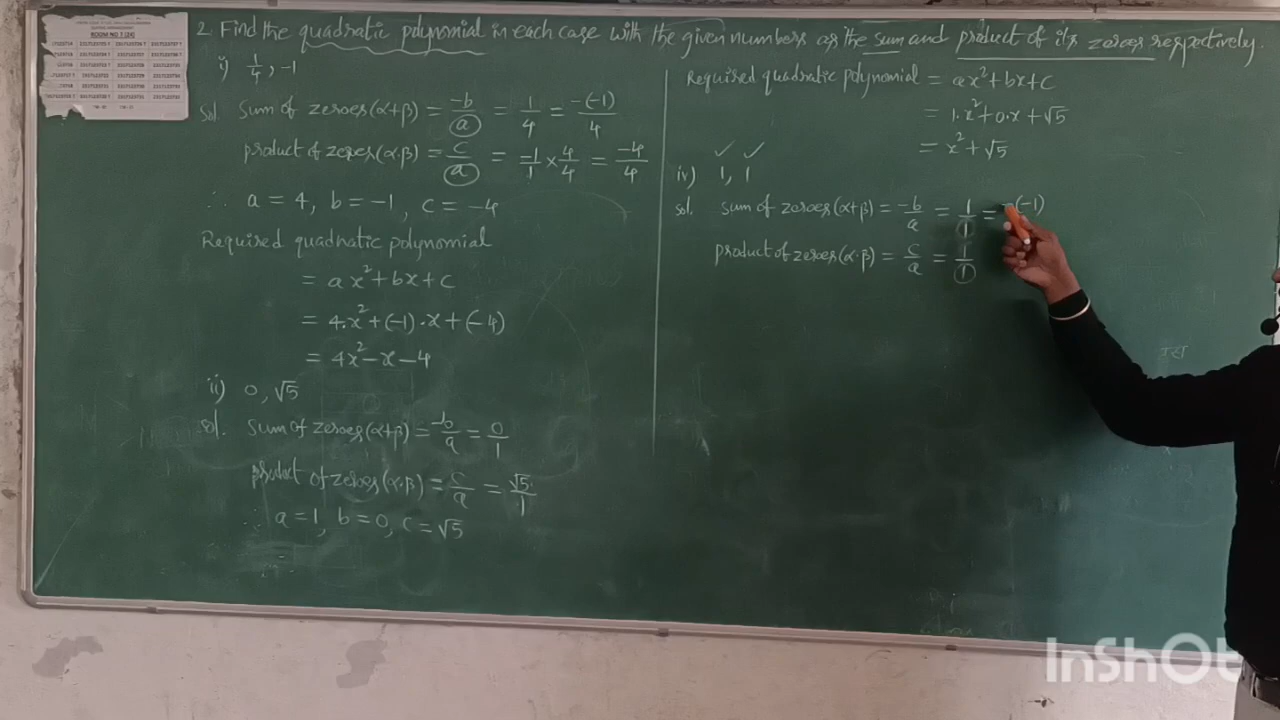 2. Find the quadratic polynomial in each case with the given numbers as the sum and product of its zeroes respectively.
i) 1/4, -1
Sol Sum of zeroes(α+β) = -b/a = 1/4 = -(-1)/4
product of zeroes(α.β) = c/a = -1/1 × 4/4 = -4/4
∴ a = 4, b = -1, c = -4
Required quadratic polynomial
= ax²+bx+c
= 4.x²+(-1).x+(-4)
= 4x²-x-4
ii) 0, √5
Sol. Sum of zeroes(α+β) = -b/a = 0/1
product of zeroes(α.β) = c/a = √5/1
∴ a=1, b=0, c=√5
Required quadratic polynomial = ax²+bx+c
= 1.x²+0.x+√5
= x²+√5
✓ ✓
iv) 1, 1
Sol. Sum of zeroes(α+β) = -b/a = 1/1 = -(-1)
product of zeroes(α.β) = c/a = 1/1
ROOM NO 7 (24)
InShOt